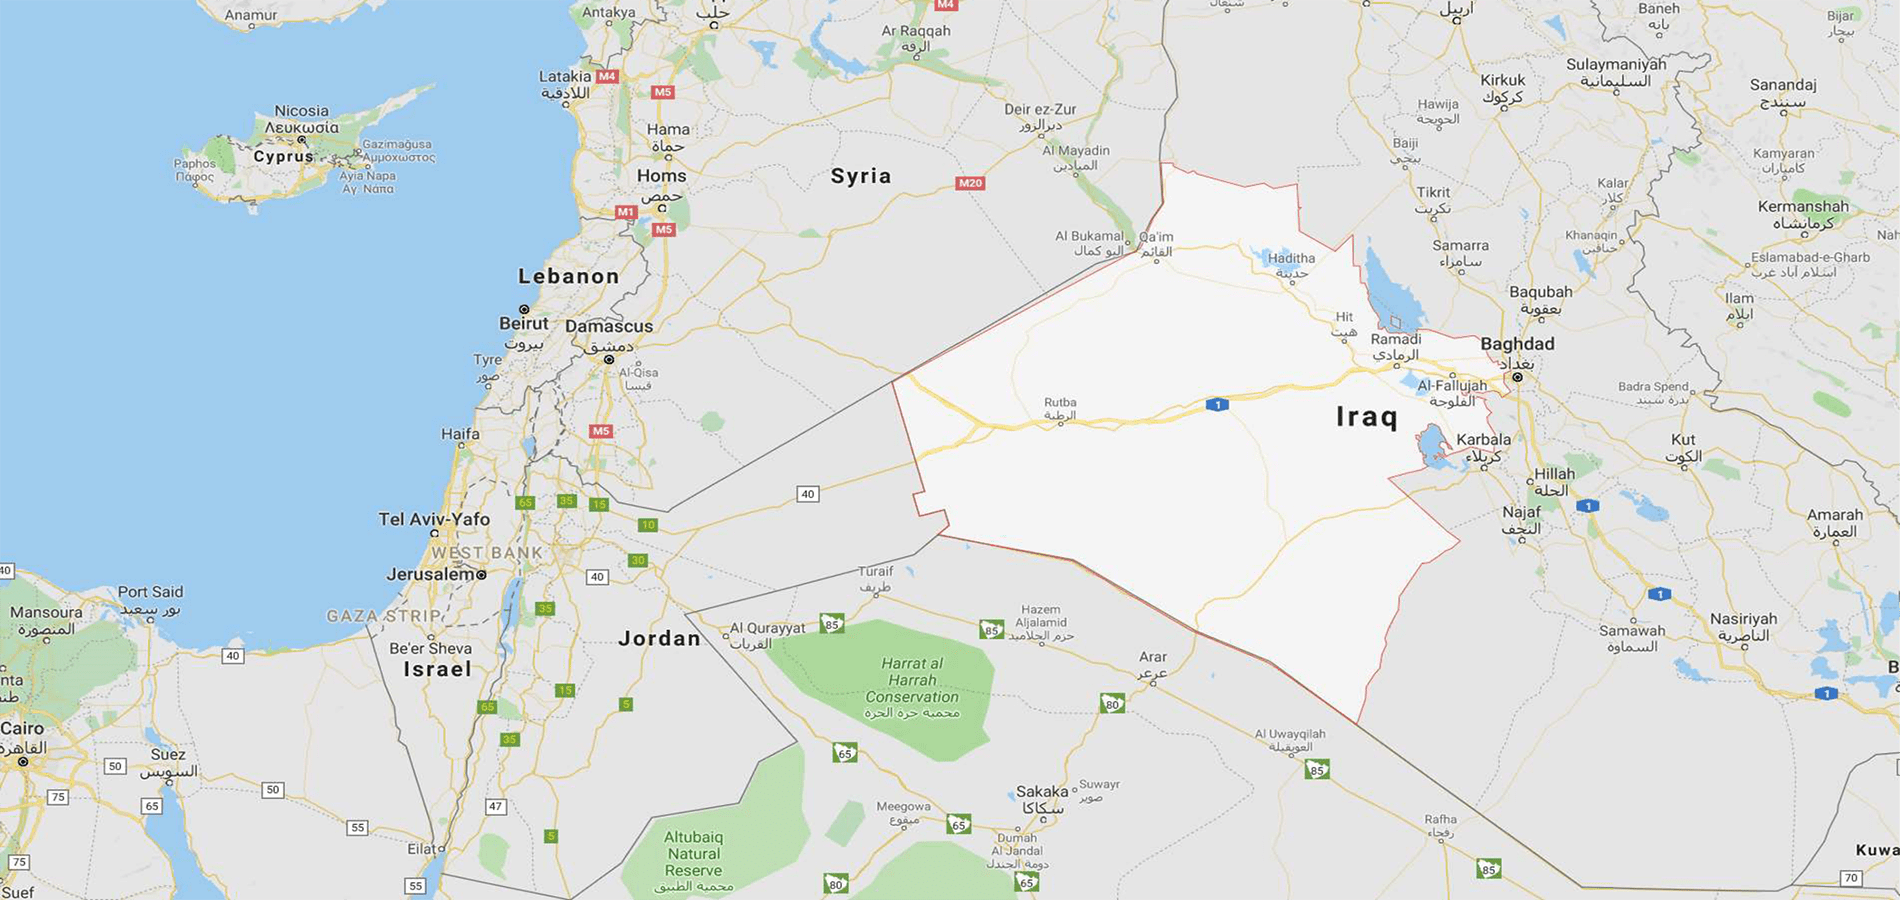 Anamur
Antakya
حلب
M4
Ar Raqqah
الرقة
اربيل
Baneh
بانه
Bijar
بیجار
Latakia
اللاذقية
M4
M5
Sulaymaniyah
السليمانية
Kirkuk
كركوك
Sanandaj
سنندج
Nicosia
Λευκωσία
Cyprus
Gazimağusa
Αμμόχωστος
Paphos
Πάφος
Ayia Napa
Αγ. Νάπα
Hama
حماة
Deir ez-Zur
ديرالزور
Hawija
الحويجة
Baiji
بيجي
Kamyaran
کامیاران
Al Mayadin
الميادين
Homs
حمص
Syria
M20
Tikrit
تكريت
Kalar
كلار
Kermanshah
کرمانشاه
M1
M5
Al Bukamal
البو كمال
Qa'im
القائم
Samarra
سامراء
Khanaqin
خانقين
Nah
Eslamabad-e-Gharb
اسلام آباد غرب
Haditha
حديثة
Lebanon
Baqubah
بعقوبة
Ilam
ایلام
Beirut
بيروت
Damascus
دمشق
Hit
هيت
Ramadi
الرمادي
Baghdad
بغداد
Tyre
صور
Al-Qisa
قيسا
Al-Fallujah
الفلوجة
Badra Spend
بدرة سبند
Rutba
الرطبة
1
Iraq
M5
Haifa
Karbala
كربلاء
Kut
الكوت
Hillah
الحلة
40
65
35
15
10
1
Najaf
النجف
Amarah
العمارة
Tel Aviv-Yafo
WEST BANK
30
40
Jerusalem
40
Port Said
بور سعيد
Mansoura
المنصورة
GAZA STRIP
35
Turaif
طريف
85
85
Hazem
Aljalamid
حزم الجلاميد
1
Samawah
السماوة
Nasiriyah
الناصرية
Jordan
Al Qurayyat
القريات
Be'er Sheva
Israel
40
Harrat al
Harrah
Conservation
محمية حرة الحرة
Arar
عرعر
nta
B
15
5
65
35
80
1
Cairo
القاهرة
Al Uwayqilah
العويقيلة
Suez
السويس
50
65
85
50
75
65
47
Sakaka
سكاكا
Suwayr
صوير
Meegowa
ميقوع
65
55
5
Rafha
رفحاء
Eilat
Altubaiq
Natural
Reserve
محمية الطبيق
Dumah
Al Jandal
دومة الجندل
Kuwa
75
55
80
65
85
70
Suef